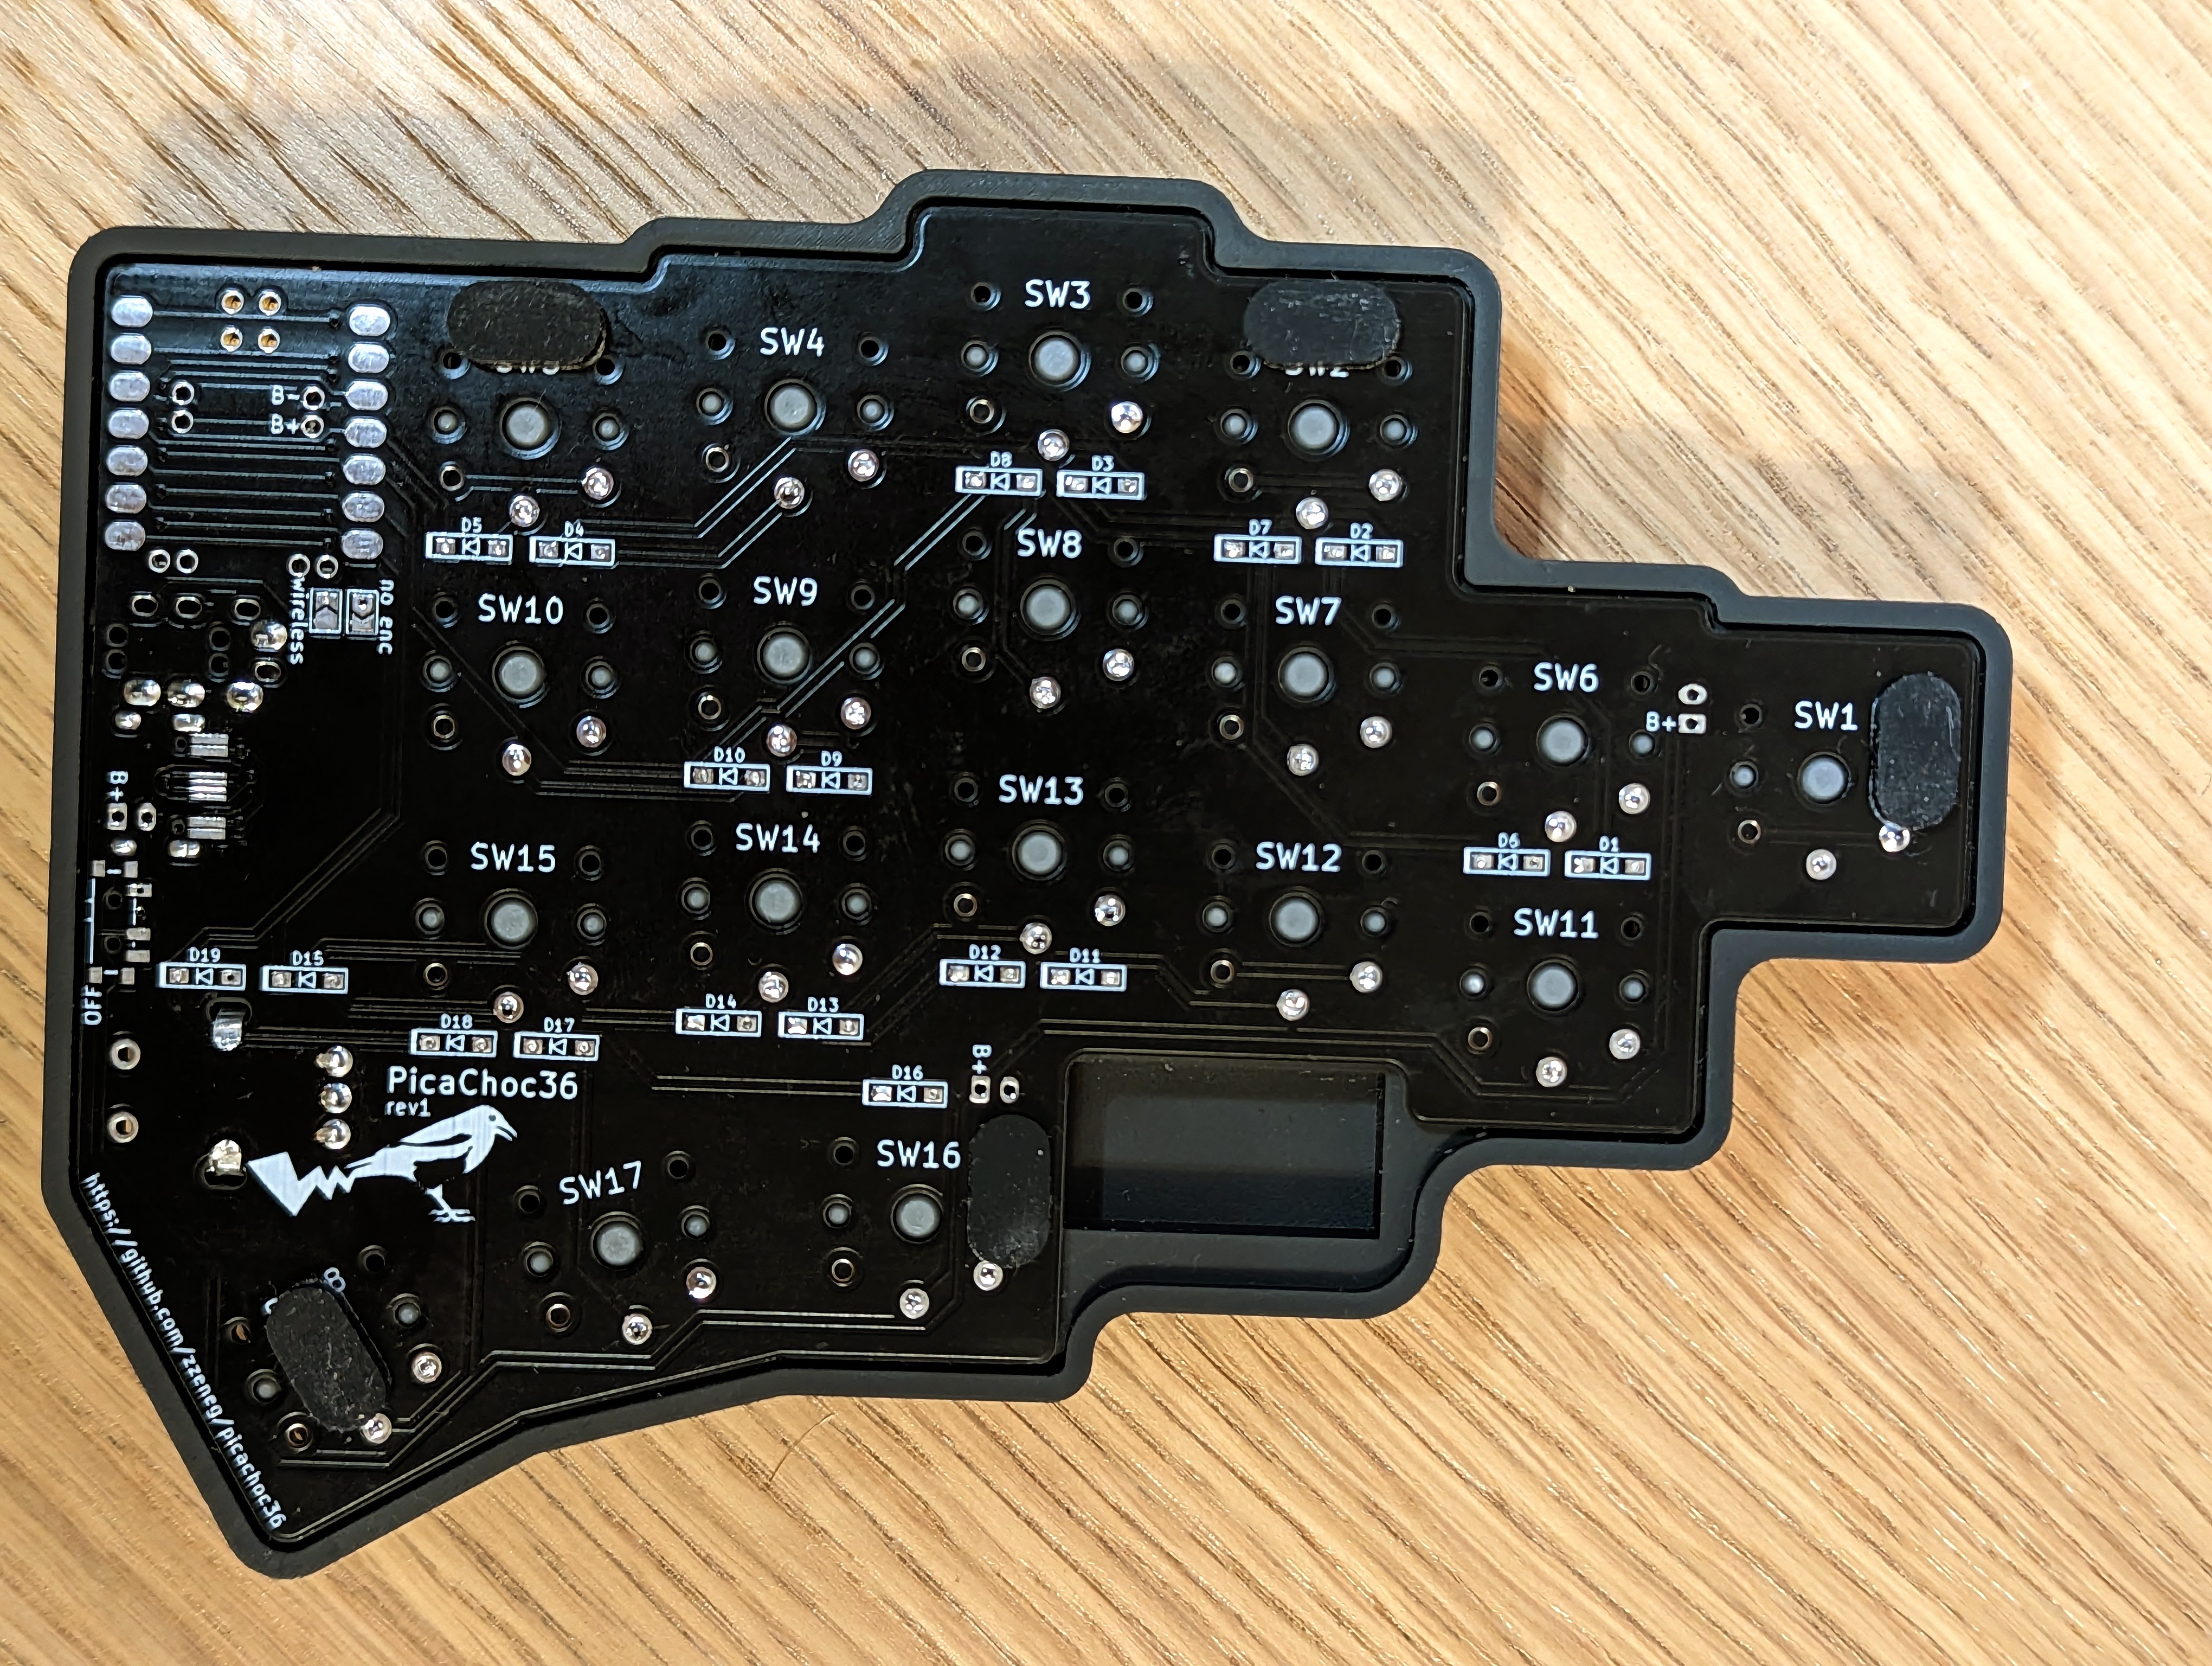 SW3
SW4
B-
B+
D8
D3
D5
D4
D7
D2
SW8
wireless
no enc
SW10
SW9
SW7
SW6
B+
SW1
D10
D9
B+
SW13
SW15
SW14
SW12
D6
D1
SW11
D19
D15
D12
D11
OFF
D14
D13
D18
D17
PicaChoc36
rev1
D16
B+
SW17
SW16
8
https://github.com/zzeneg/picachoc36